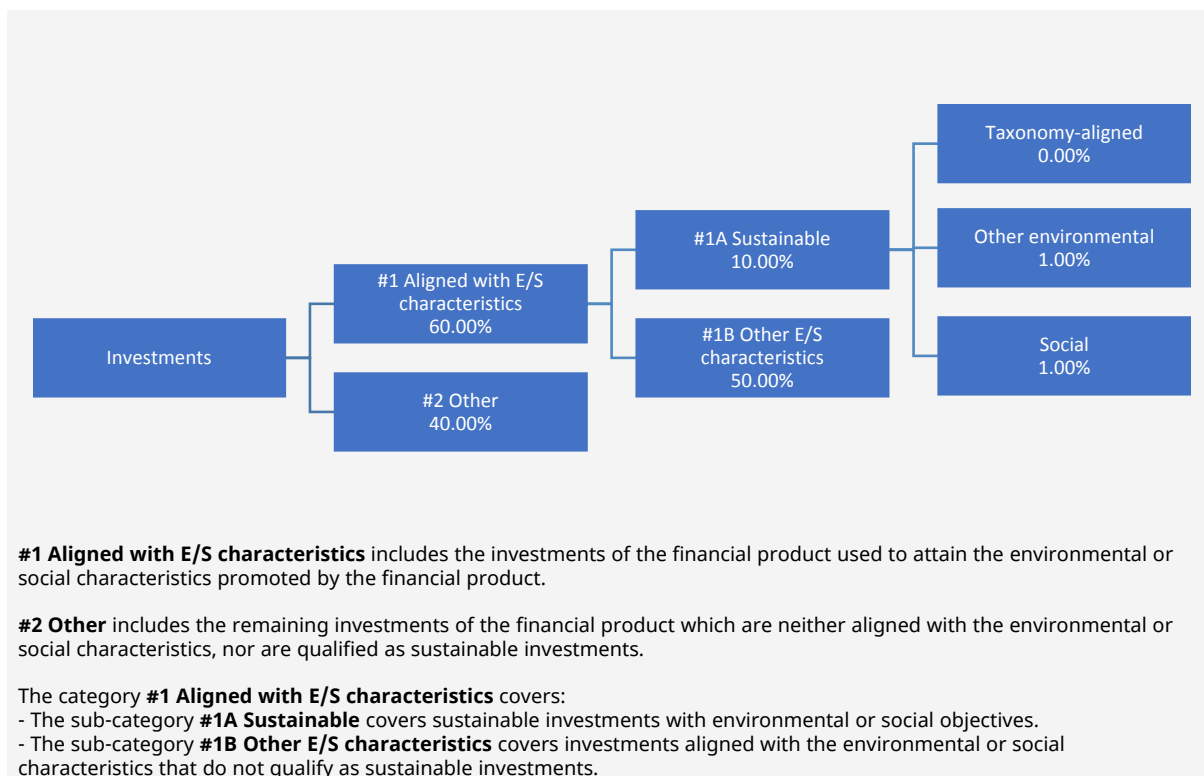 Investments
#1 Aligned with E/S
characteristics
60.00%
#2 Other
40.00%
#1A Sustainable
10.00%
#1B Other E/S
characteristics
50.00%
Taxonomy-aligned
0.00%
Other environmental
1.00%
Social
1.00%
#1 Aligned with E/S characteristics includes the investments of the financial product used to attain the environmental or
social characteristics promoted by the financial product.
#2 Other includes the remaining investments of the financial product which are neither aligned with the environmental or
social characteristics, nor are qualified as sustainable investments.
The category #1 Aligned with E/S characteristics covers:
- The sub-category #1A Sustainable covers sustainable investments with environmental or social objectives.
- The sub-category #1B Other E/S characteristics covers investments aligned with the environmental or social
characteristics that do not qualify as sustainable investments.